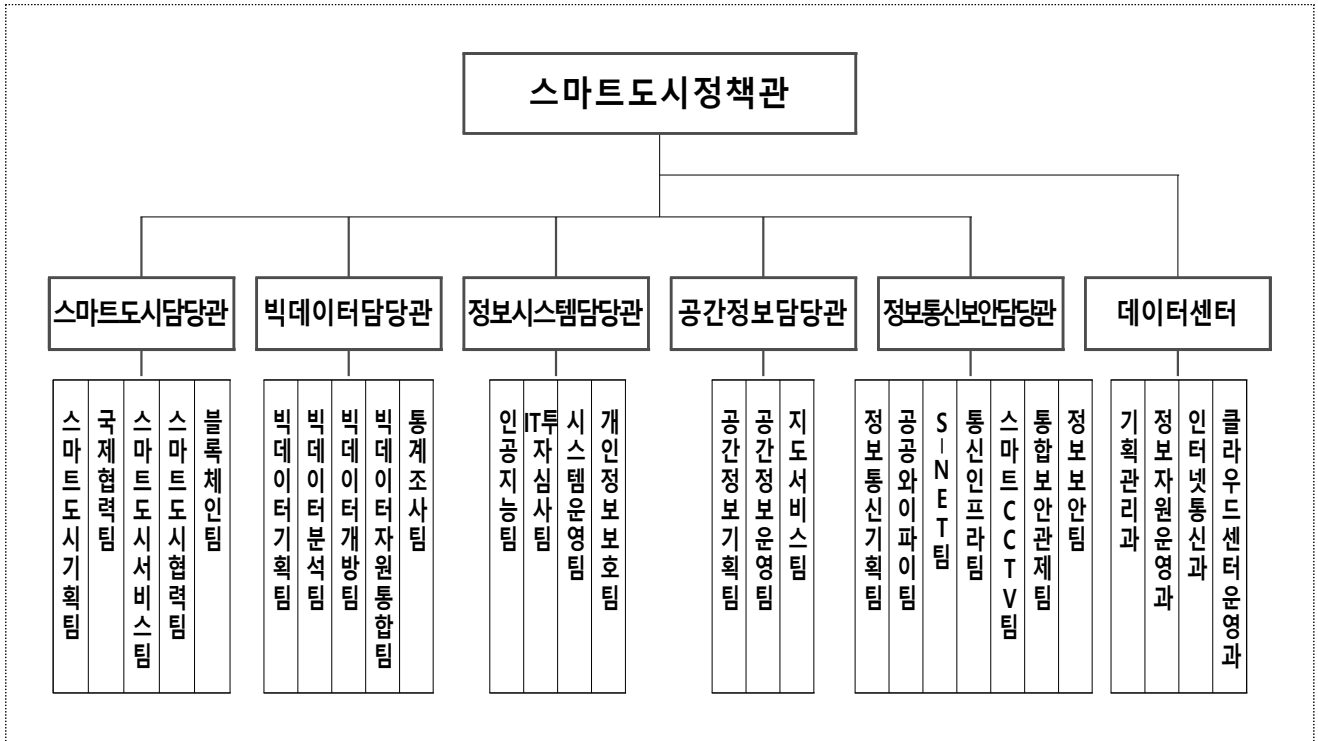 스마트도시정책관
스마트도시담당관
빅데이터담당관
정보시스템담당관
공간정보담당관
정보통신보안담당관
데이터센터
스마트도시기획팀
국제협력팀
스마트도시서비스팀
스마트도시협력팀
블록체인팀
빅데이터기획팀
빅데이터분석팀
빅데이터개방팀
빅데이터자원통합팀
통계조사팀
인공지능팀
IT투자심사팀
시스템운영팀
개인정보보호팀
공간정보기획팀
공간정보운영팀
지도서비스팀
정보통신기획팀
공공와이파이팀
S-NET팀
통신인프라팀
스마트CCTV팀
통합보안관제팀
정보보안팀
기획관리과
정보자원운영과
인터넷통신과
클라우드센터운영과